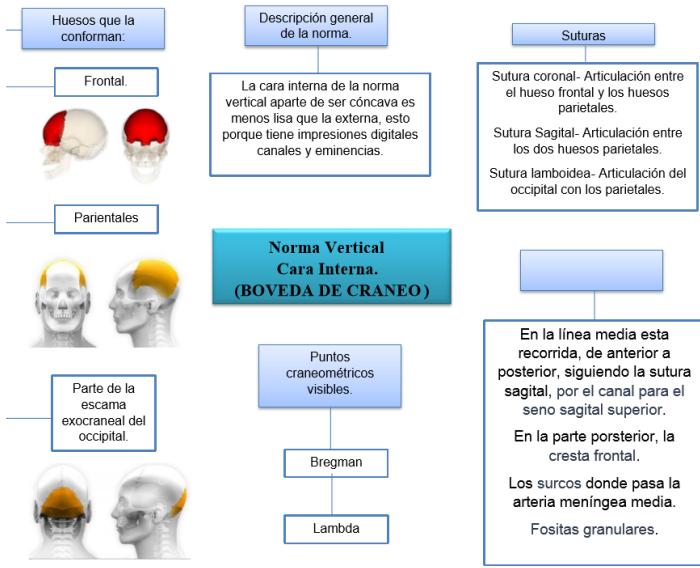 Huesos que la
conforman:
Frontal.
Parientales
Parte de la
escama
exocraneal del
occipital.
Descripción general
de la norma.
La cara interna de la norma
vertical aparte de ser cóncava es
menos lisa que la externa, esto
porque tiene impresiones digitales
canales y eminencias.
Norma Vertical
Cara Interna.
(BOVEDA DE CRANEO )
Puntos
craneométricos
visibles.
Bregman
Lambda
Suturas
Sutura coronal- Articulación entre
el hueso frontal y los huesos
parietales.
Sutura Sagital- Articulación entre
los dos huesos parietales.
Sutura lamboidea- Articulación del
occipital con los parietales.
En la línea media esta
recorrida, de anterior a
posterior, siguiendo la sutura
sagital, por el canal para el
seno sagital superior.
En la parte porsterior, la
cresta frontal.
Los surcos donde pasa la
arteria meníngea media.
Fositas granulares.